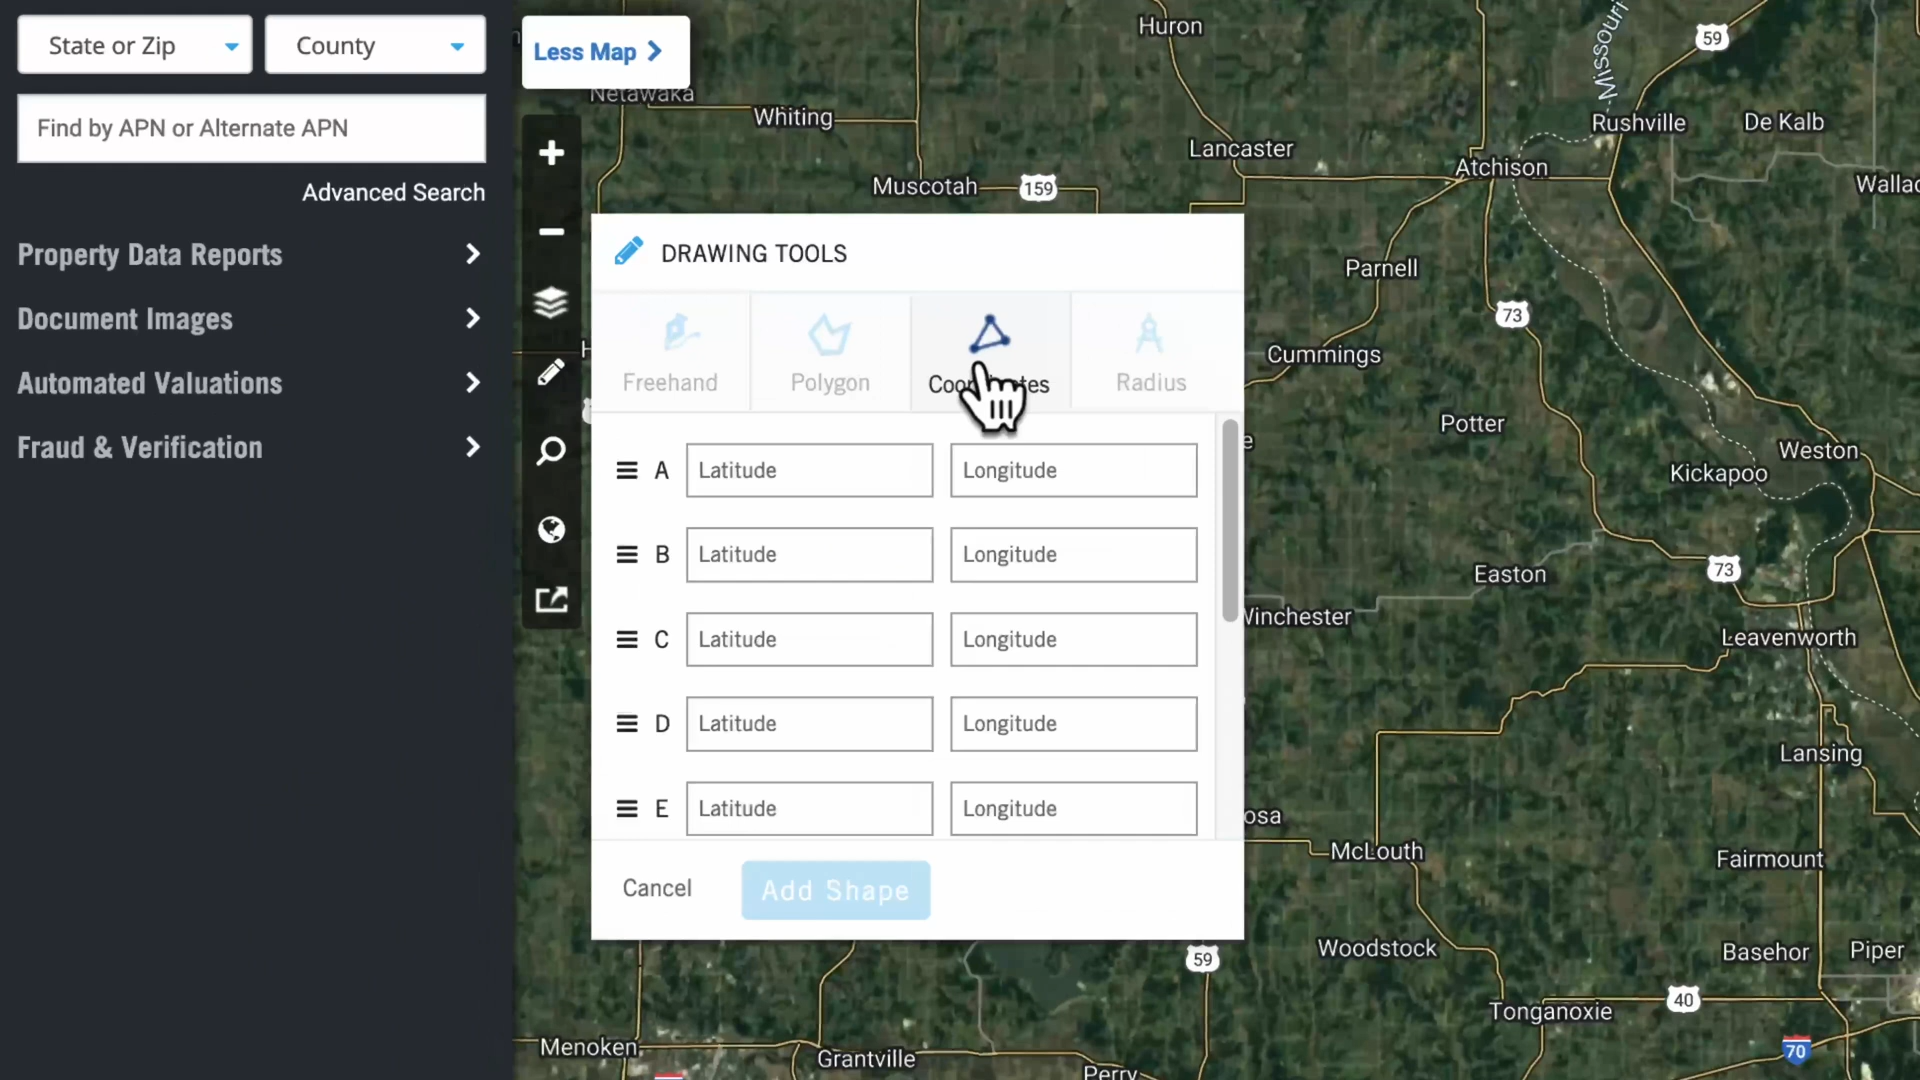 State or Zip
County
Find by APN or Alternate APN
Advanced Search
Property Data Reports
Document Images
Automated Valuations
Fraud & Verification
Less Map
DRAWING TOOLS
Freehand
Polygon
Radius
A Latitude Longitude
B Latitude Longitude
C Latitude Longitude
D Latitude Longitude
E Latitude Longitude
Cancel
Add Shape
Huron
59
Missouri
Netawaka
Whiting
Rushville
De Kalb
Lancaster
Atchison
Muscotah
159
Parnell
73
Cummings
Potter
Weston
Kickapoo
Easton
73
Winchester
Leavenworth
Lansing
McLouth
Fairmount
59
Woodstock
Basehor
Piper
40
Tonganoxie
Menoken
Grantville
70
Perry